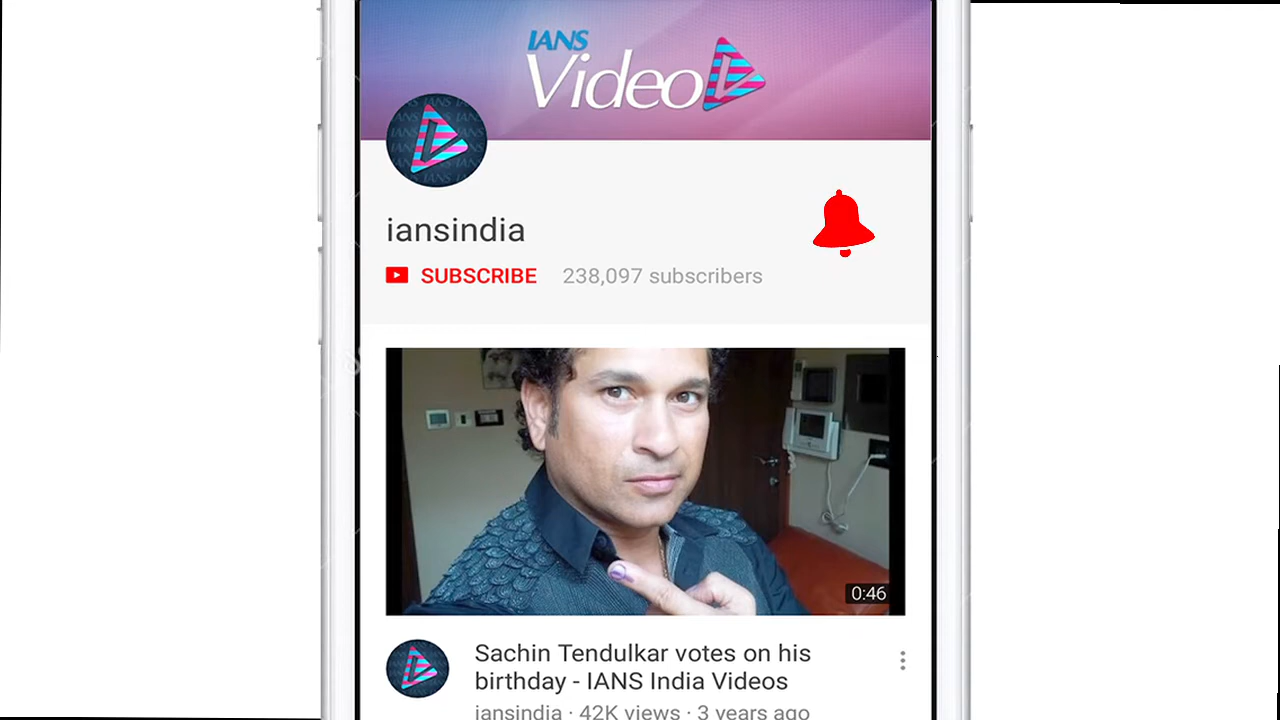 IANS
Video
iansindia
SUBSCRIBE 238,097 subscribers
0:46
Sachin Tendulkar votes on his
birthday - IANS India Videos
iansindia · 42K views · 3 years ago